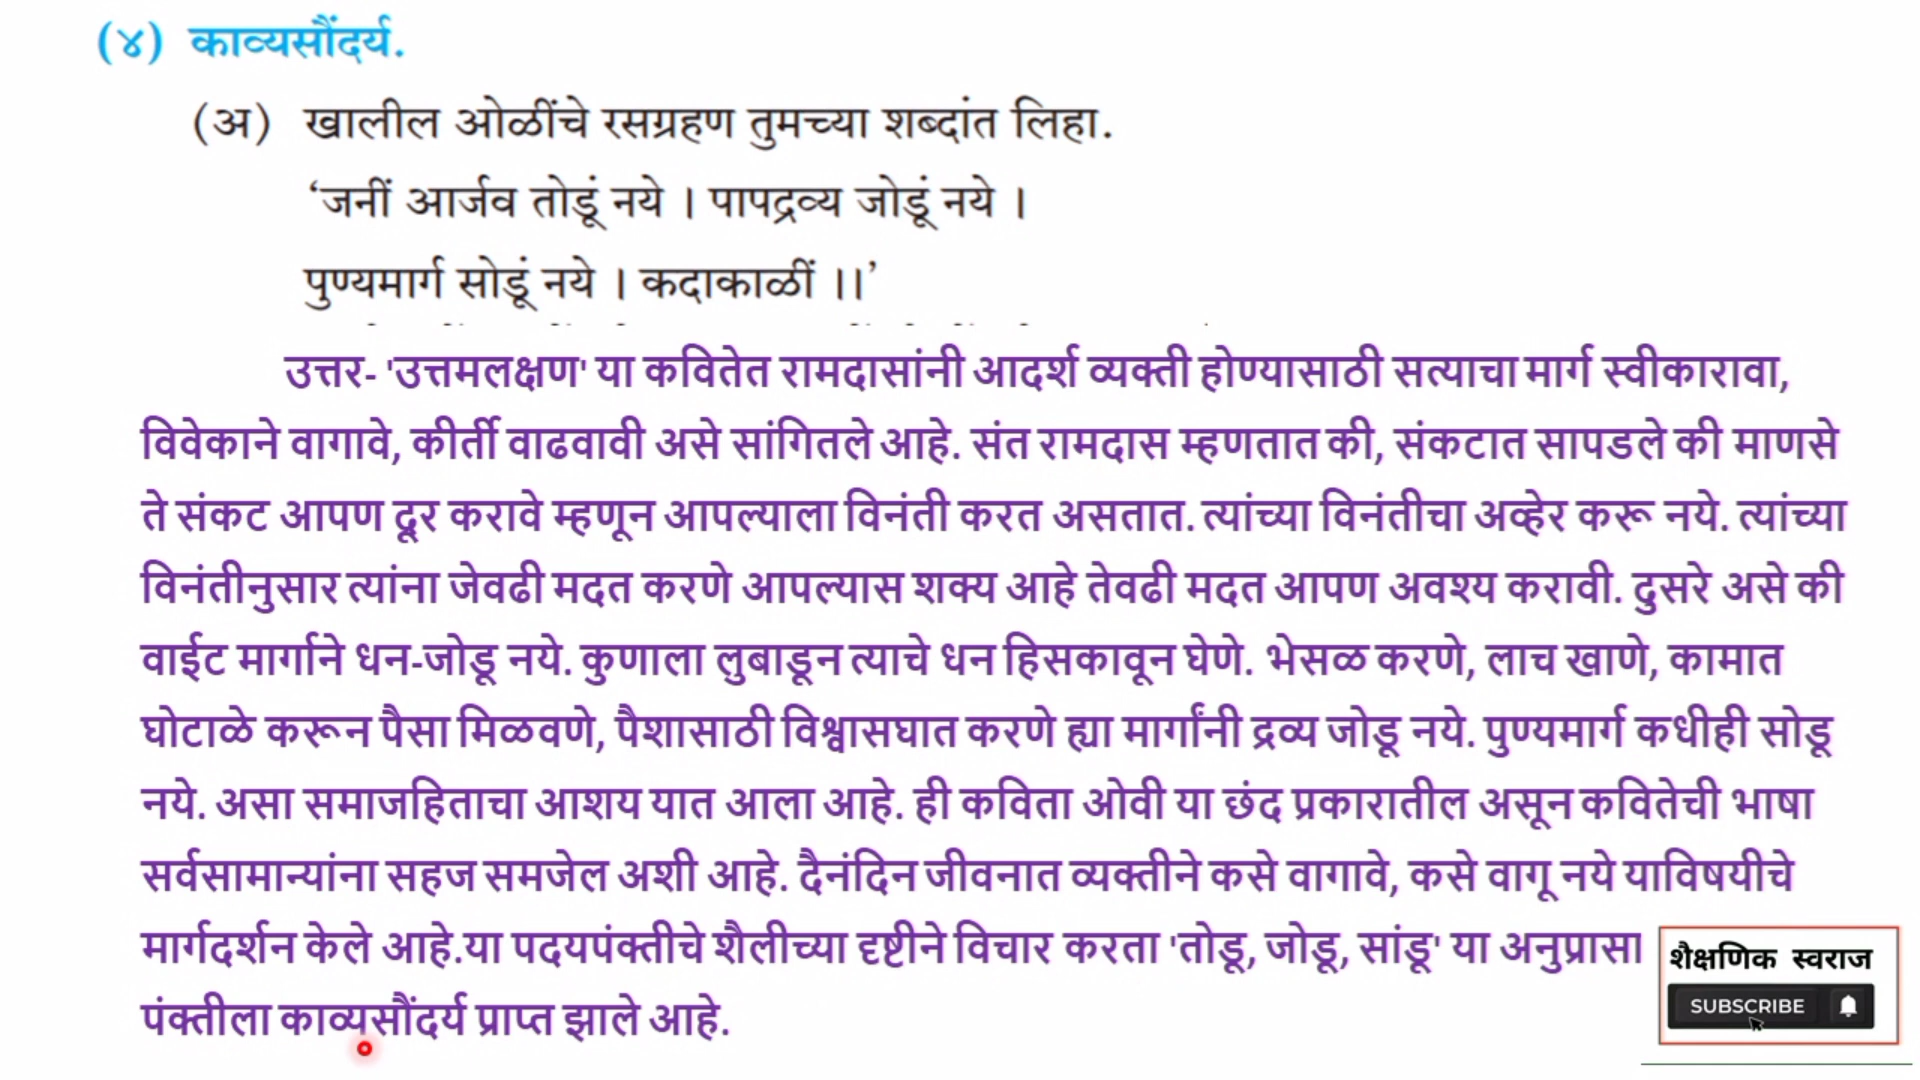 (४) काव्यसौंदर्य.
(अ) खालील ओळींचे रसग्रहण तुमच्या शब्दांत लिहा.
‘जनीं आर्जव तोडूं नये । पापद्रव्य जोडूं नये ।
पुण्यमार्ग सोडूं नये । कदाकाळीं ।।’
उत्तर- 'उत्तमलक्षण' या कवितेत रामदासांनी आदर्श व्यक्ती होण्यासाठी सत्याचा मार्ग स्वीकारावा,
विवेकाने वागावे, कीर्ती वाढवावी असे सांगितले आहे. संत रामदास म्हणतात की, संकटात सापडले की माणसे
ते संकट आपण दूर करावे म्हणून आपल्याला विनंती करत असतात. त्यांच्या विनंतीचा अव्हेर करू नये. त्यांच्या
विनंतीनुसार त्यांना जेवढी मदत करणे आपल्यास शक्य आहे तेवढी मदत आपण अवश्य करावी. दुसरे असे की
वाईट मार्गाने धन-जोडू नये. कुणाला लुबाडून त्याचे धन हिसकावून घेणे. भेसळ करणे, लाच खाणे, कामात
घोटाळे करून पैसा मिळवणे, पैशासाठी विश्वासघात करणे ह्या मार्गांनी द्रव्य जोडू नये. पुण्यमार्ग कधीही सोडू
नये. असा समाजहिताचा आशय यात आला आहे. ही कविता ओवी या छंद प्रकारातील असून कवितेची भाषा
सर्वसामान्यांना सहज समजेल अशी आहे. दैनंदिन जीवनात व्यक्तीने कसे वागावे, कसे वागू नये याविषयीचे
मार्गदर्शन केले आहे.या पदयपंक्तीचे शैलीच्या दृष्टीने विचार करता 'तोडू, जोडू, सांडू' या अनुप्रासा
पंक्तीला काव्यसौंदर्य प्राप्त झाले आहे.
शैक्षणिक स्वराज
SUBSCRIBE